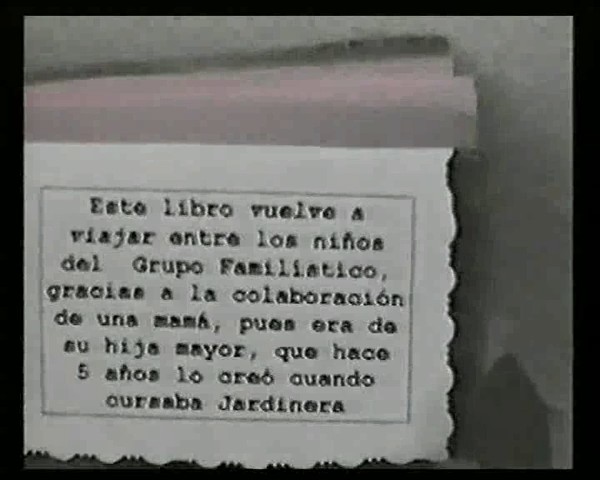 Este libro vuelve a
viajar entre los niños
del Grupo Familístico,
gracias a la colaboración
de una mamá, pues era de
su hija mayor, que hace
5 años lo creó cuando
cursaba Jardinera